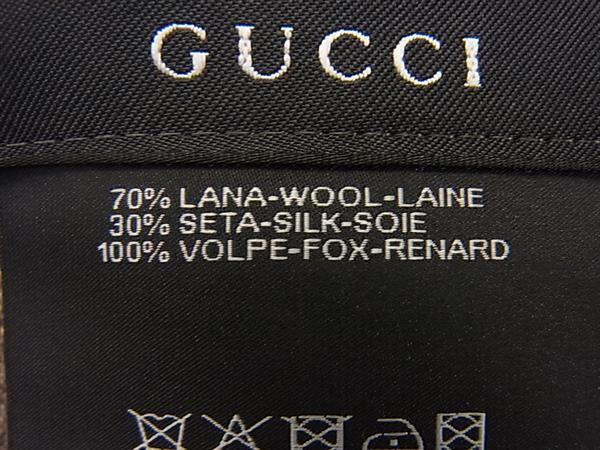 GUCCI
70% LANA-WOOL-LAINE
30% SETA-SILK-SOIE
100% VOLPE-FOX-RENARD